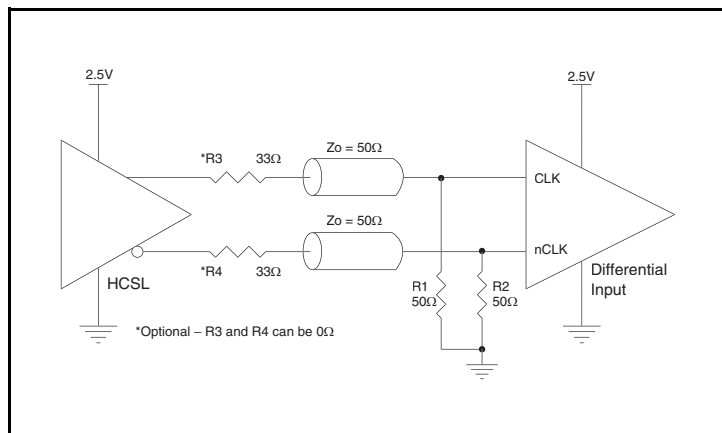 2.5V
2.5V
*R3 33Ω
Zo = 50Ω
CLK
Zo = 50Ω
nCLK
*R4 33Ω
HCSL
R1
50Ω
R2
50Ω
Differential
Input
*Optional – R3 and R4 can be 0Ω